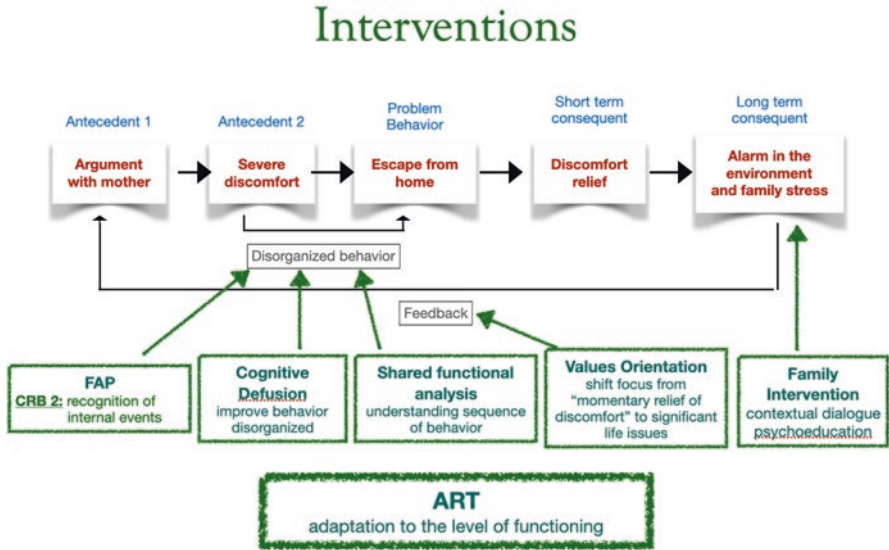 Interventions
Antecedent 1
Antecedent 2
Problem
Behavior
Short term
consequent
Long term
consequent
Argument
with mother
Severe
discomfort
Escape from
home
Discomfort
relief
Alarm in the
environment
and family stress
Disorganized behavior
Feedback
FAP
CRB 2: recognition of
internal events
Cognitive
Defusion
improve behavior
disorganized
Shared functional
analysis
understanding sequence
of behavior
Values Orientation
shift focus from
“momentary relief of
discomfort” to significant
life issues
Family
Intervention
contextual dialogue
psychoeducation
ART
adaptation to the level of functioning